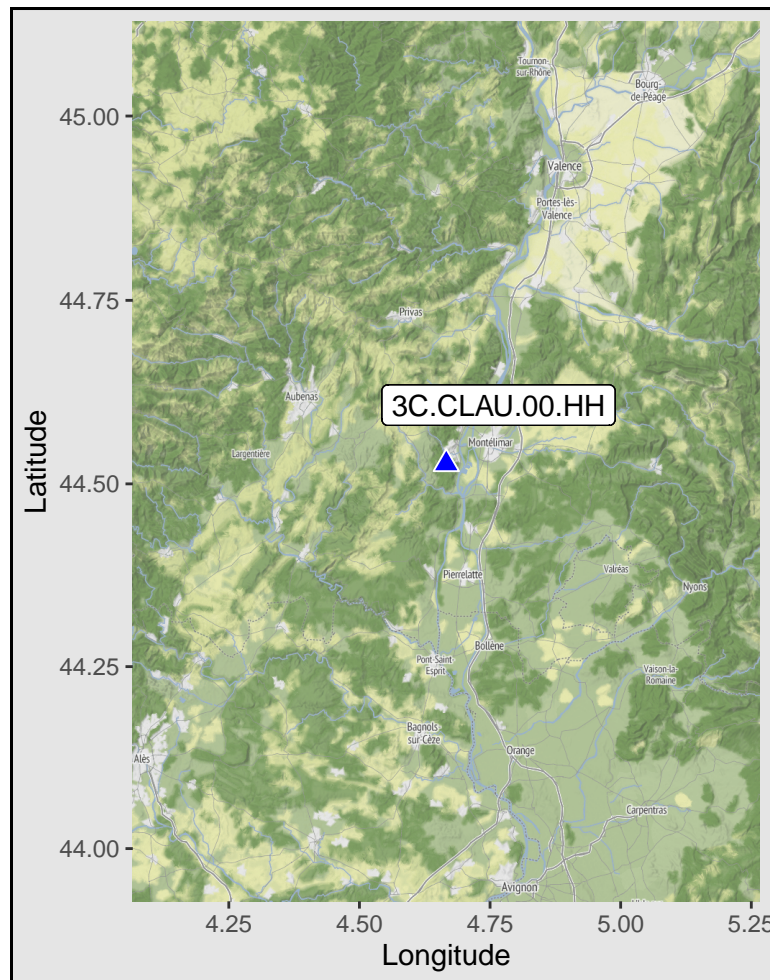 Tournon-
sur-Rhône
Bourg-
de-Péage
45.00
Valence
Portes-lès-
Valence
44.75
Privas
3C.CLAU.00.HH
Aubenas
Montélimar
Largentière
Latitude
44.50
Pierrelatte
Valréas
Nyons
Bollène
44.25
Pont-Saint-
Esprit
Vaison-la-
Romaine
Bagnols
sur-Cèze
Orange
Alès
Carpentras
44.00
Avignon
4.25 4.50 4.75 5.00 5.25
Longitude